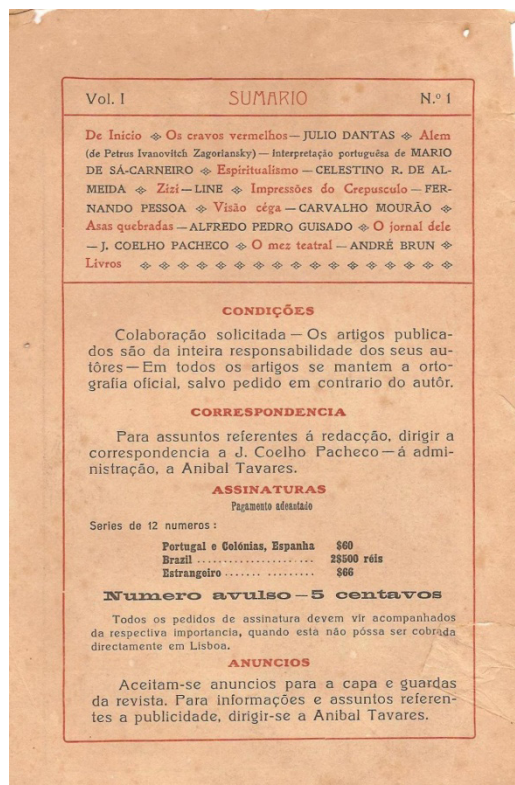 Vol. I SUMARIO N.º 1
De Inicio ❖ Os cravos vermelhos — JULIO DANTAS ❖ Alem
(de Petrus Ivanovitch Zagoriansky) — Interpretação portuguêsa de MARIO
DE SÁ-CARNEIRO ❖ Espiritualismo — CELESTINO R. DE AL-
MEIDA ❖ Zizi — LINE ❖ Impressões do Crepusculo — FER-
NANDO PESSOA ❖ Visão céga — CARVALHO MOURÃO ❖
Asas quebradas — ALFREDO PEDRO GUISADO ❖ O jornal dele
— J. COELHO PACHECO ❖ O mez teatral — ANDRÉ BRUN ❖
Livros ❖ ❖ ❖ ❖ ❖ ❖ ❖ ❖ ❖ ❖ ❖ ❖ ❖ ❖ ❖ ❖ ❖
CONDIÇÕES
Colaboração solicitada — Os artigos publica-
dos são da inteira responsabilidade dos seus au-
tôres — Em todos os artigos se mantem a orto-
grafia oficial, salvo pedido em contrario do autôr.
CORRESPONDENCIA
Para assuntos referentes á redacção, dirigir a
correspondencia a J. Coelho Pacheco — á admi-
nistração, a Anibal Tavares.
ASSINATURAS
Pagamento adeantado
Series de 12 numeros :
Portugal e Colónias, Espanha $60
Brazil ..................... 2$500 réis
Estrangeiro ....... ......... $66
Numero avulso — 5 centavos
Todos os pedidos de assinatura devem vir acompanhados
da respectiva importancia, quando esta não póssa ser cobrada
directamente em Lisboa.
ANUNCIOS
Aceitam-se anuncios para a capa e guardas
da revista. Para informações e assuntos referen-
tes a publicidade, dirigir-se a Anibal Tavares.